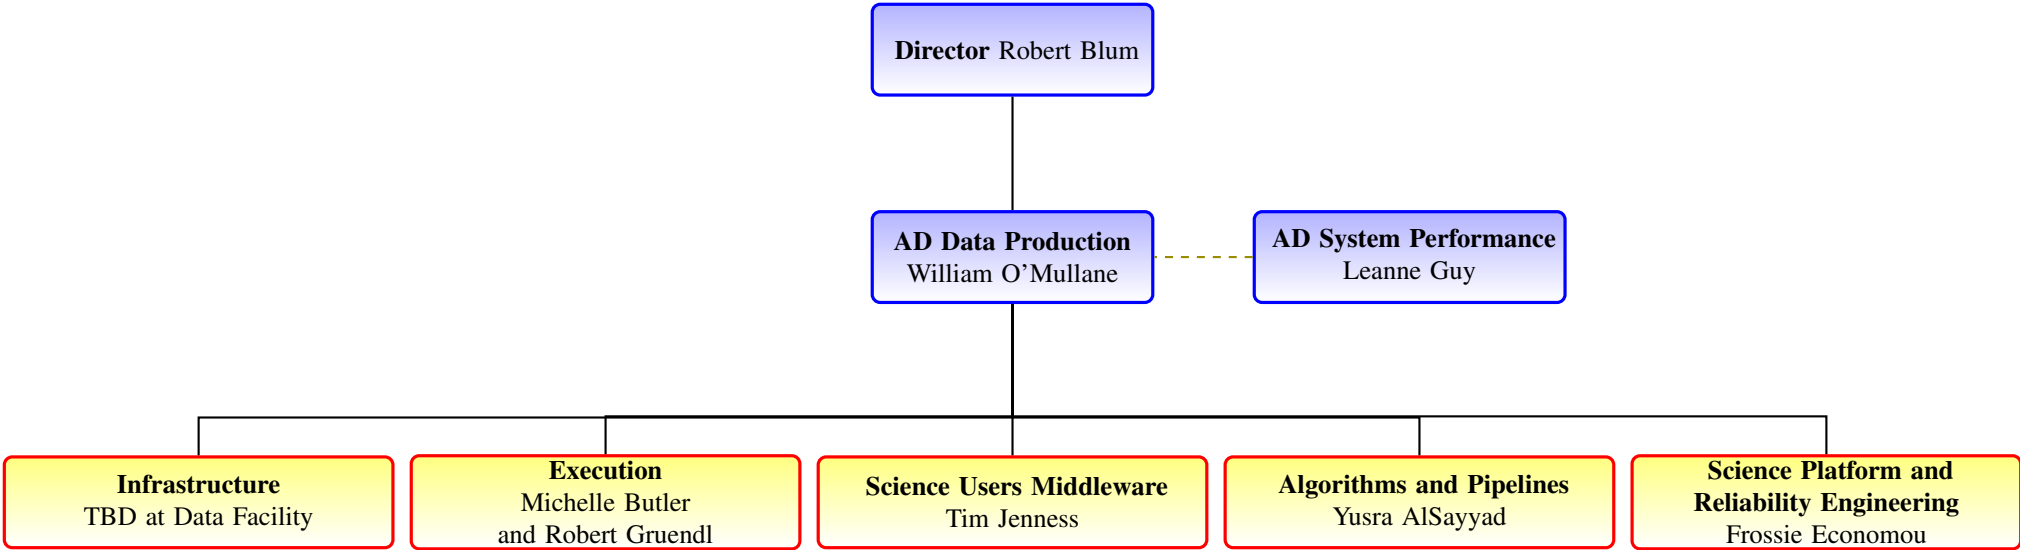 Director Robert Blum
AD Data Production
William O’Mullane
AD System Performance
Leanne Guy
Infrastructure
TBD at Data Facility
Execution
Michelle Butler
and Robert Gruendl
Science Users Middleware
Tim Jenness
Algorithms and Pipelines
Yusra AlSayyad
Science Platform and
Reliability Engineering
Frossie Economou